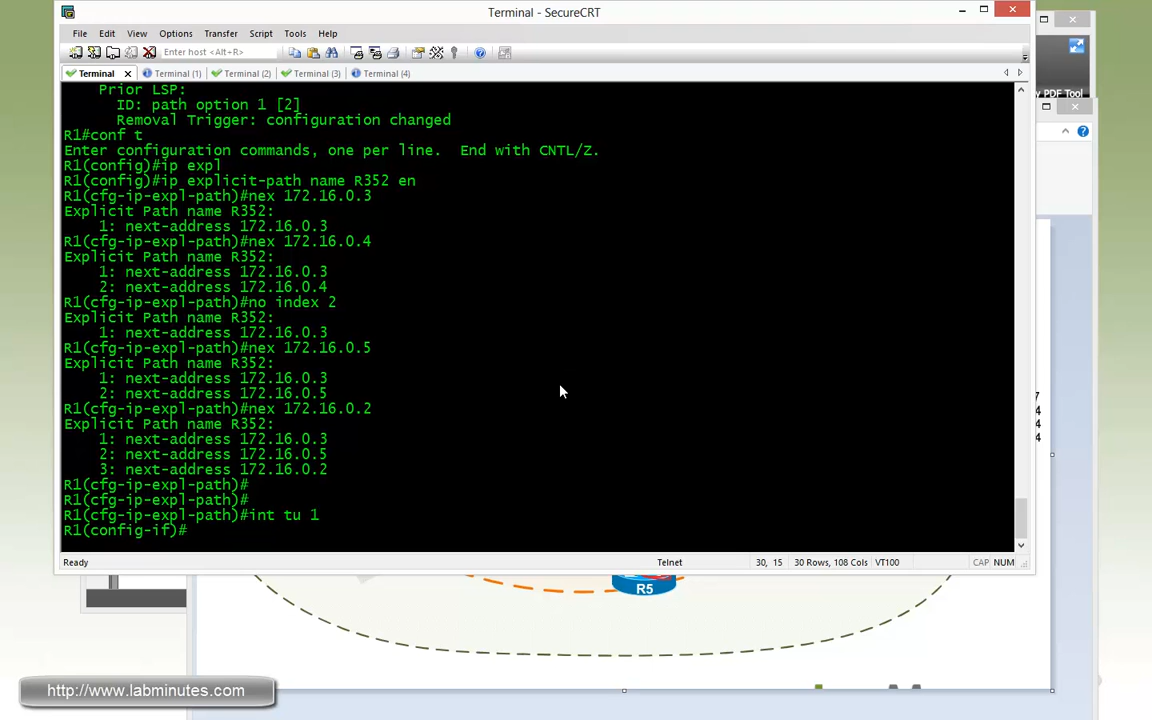 Terminal - SecureCRT
File Edit View Options Transfer Script Tools Help
Enter host <Alt+R>
Terminal Terminal (1) Terminal (2) Terminal (3) Terminal (4)
Prior LSP:
ID: path option 1 [2]
Removal Trigger: configuration changed
R1#conf t
Enter configuration commands, one per line. End with CNTL/Z.
R1(config)#ip expl
R1(config)#ip explicit-path name R352 en
R1(cfg-ip-expl-path)#nex 172.16.0.3
Explicit Path name R352:
1: next-address 172.16.0.3
R1(cfg-ip-expl-path)#nex 172.16.0.4
Explicit Path name R352:
1: next-address 172.16.0.3
2: next-address 172.16.0.4
R1(cfg-ip-expl-path)#no index 2
Explicit Path name R352:
1: next-address 172.16.0.3
R1(cfg-ip-expl-path)#nex 172.16.0.5
Explicit Path name R352:
1: next-address 172.16.0.3
2: next-address 172.16.0.5
R1(cfg-ip-expl-path)#nex 172.16.0.2
Explicit Path name R352:
1: next-address 172.16.0.3
2: next-address 172.16.0.5
3: next-address 172.16.0.2
R1(cfg-ip-expl-path)#
R1(cfg-ip-expl-path)#
R1(cfg-ip-expl-path)#int tu 1
R1(config-if)#
Ready Telnet 30, 15 30 Rows, 108 Cols VT100 CAP NUM
y PDF Tool
7
4
4
4
R5
http://www.labminutes.com